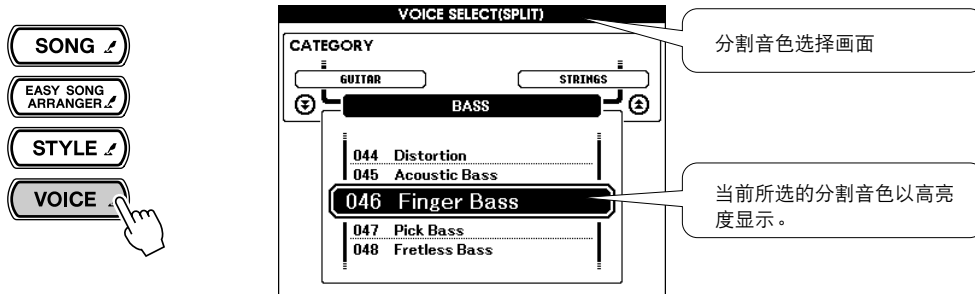 SONG
EASY SONG
ARRANGER
STYLE
VOICE
VOICE SELECT(SPLIT)
CATEGORY
GUITAR
STRINGS
BASS
044 Distortion
045 Acoustic Bass
046 Finger Bass
047 Pick Bass
048 Fretless Bass
分割音色选择画面
当前所选的分割音色以高亮
度显示。